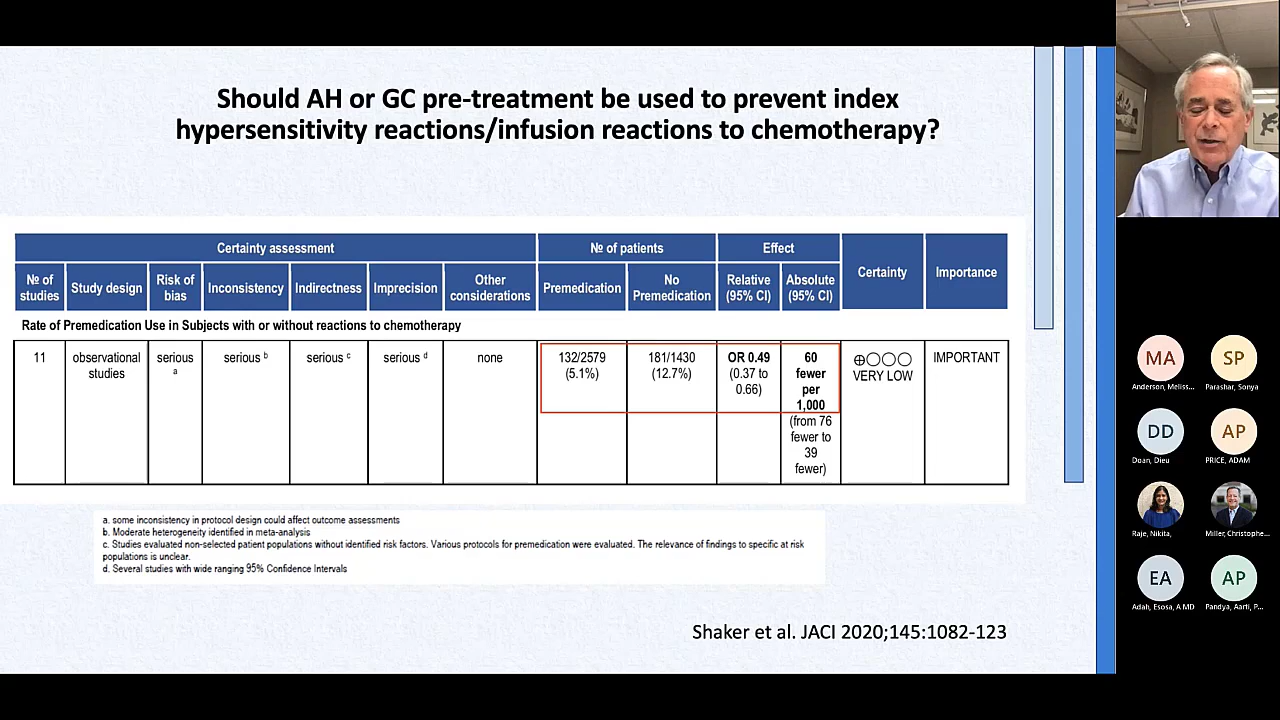 Should AH or GC pre-treatment be used to prevent index
hypersensitivity reactions/infusion reactions to chemotherapy?
Certainty assessment
№ of patients
Effect
Certainty
Importance
№ of
studies
Study design
Risk of
bias
Inconsistency
Indirectness
Imprecision
Other
considerations
Premedication
No
Premedication
Relative
(95% CI)
Absolute
(95% CI)
Rate of Premedication Use in Subjects with or without reactions to chemotherapy
11
observational
studies
serious
a
serious b
serious c
serious d
none
132/2579
(5.1%)
181/1430
(12.7%)
OR 0.49
(0.37 to
0.66)
60
fewer
per
1,000
(from 76
fewer to
39
fewer)
⊕◯◯◯
VERY LOW
IMPORTANT
a. some inconsistency in protocol design could affect outcome assessments
b. Moderate heterogeneity identified in meta-analysis
c. Studies evaluated non-selected patient populations without identified risk factors. Various protocols for premedication were evaluated. The relevance of findings to specific at risk
populations is unclear.
d. Several studies with wide ranging 95% Confidence Intervals
Shaker et al. JACI 2020;145:1082-123
MA
Anderson, Meliss...
SP
Parashar, Sonya
DD
Doan, Dieu
AP
PRICE, ADAM
Raje, Nikita,
Miller, Christophe...
EA
Adah, Esosa, A MD
AP
Pandya, Aarti, P...